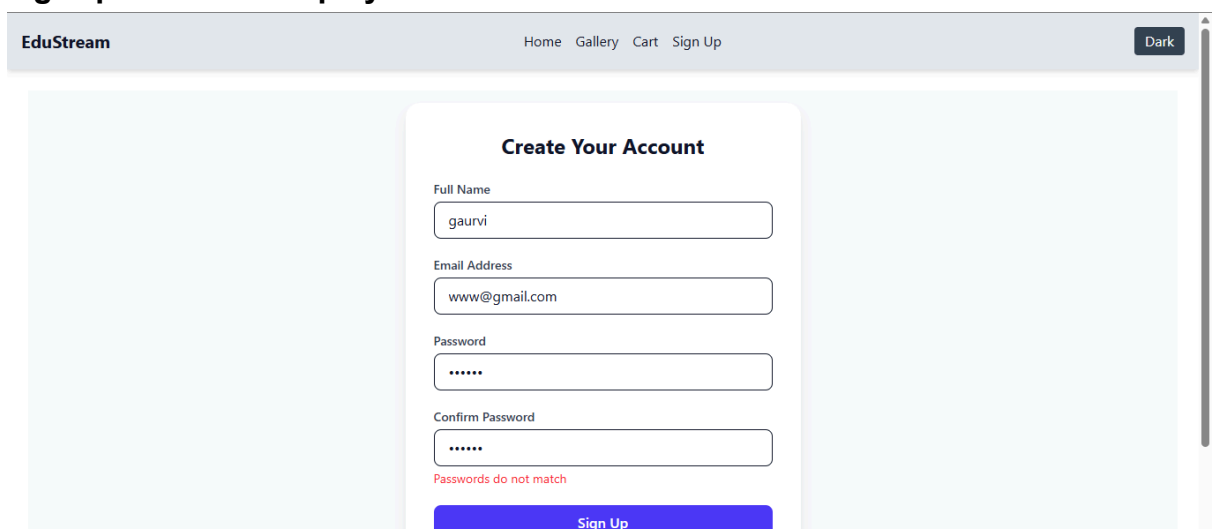 EduStream
Home Gallery Cart Sign Up
Dark
Create Your Account
Full Name
gaurvi
Email Address
www@gmail.com
Password
••••••
Confirm Password
••••••
Passwords do not match
Sign Up